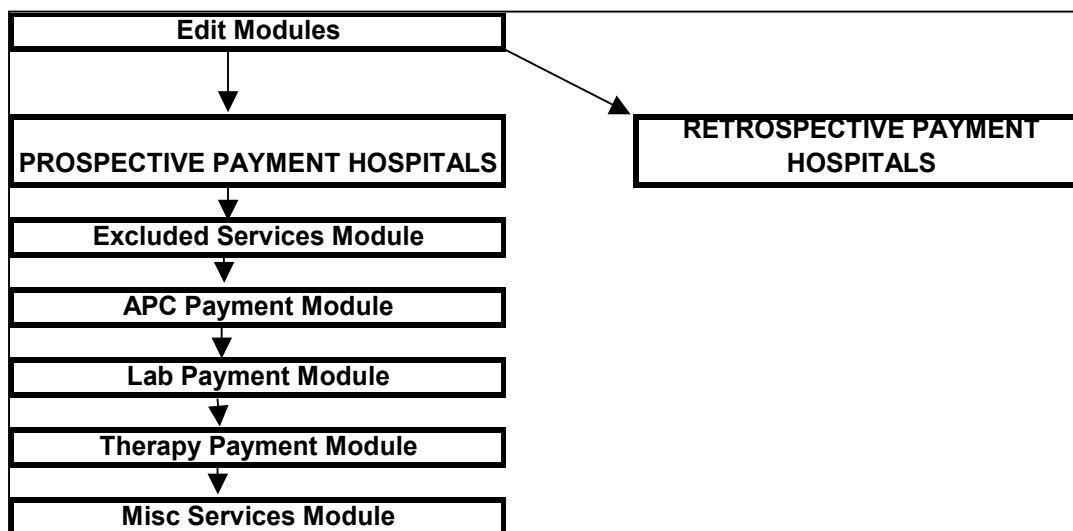 Edit Modules
PROSPECTIVE PAYMENT HOSPITALS
RETROSPECTIVE PAYMENT
HOSPITALS
Excluded Services Module
APC Payment Module
Lab Payment Module
Therapy Payment Module
Misc Services Module